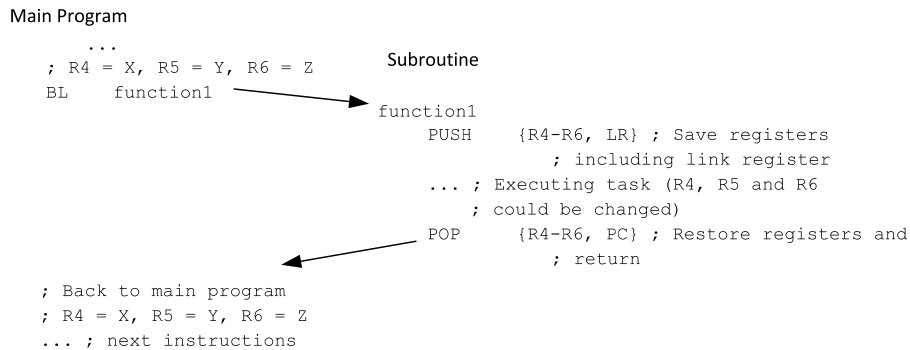 Main Program
...
; R4 = X, R5 = Y, R6 = Z
BL function1
Subroutine
function1
PUSH {R4-R6, LR} ; Save registers
; including link register
... ; Executing task (R4, R5 and R6
; could be changed)
POP {R4-R6, PC} ; Restore registers and
; return
; Back to main program
; R4 = X, R5 = Y, R6 = Z
... ; next instructions